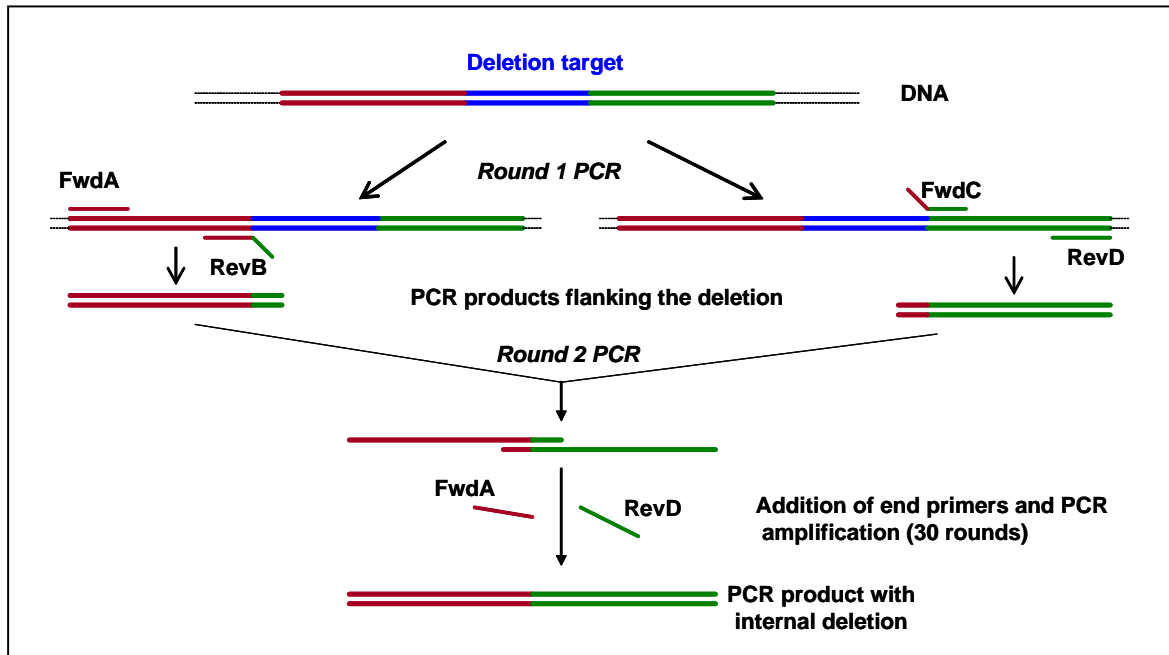 Deletion target
DNA
Round 1 PCR
FwdA
FwdC
RevB
RevD
PCR products flanking the deletion
Round 2 PCR
FwdA
RevD
Addition of end primers and PCR
amplification (30 rounds)
PCR product with
internal deletion